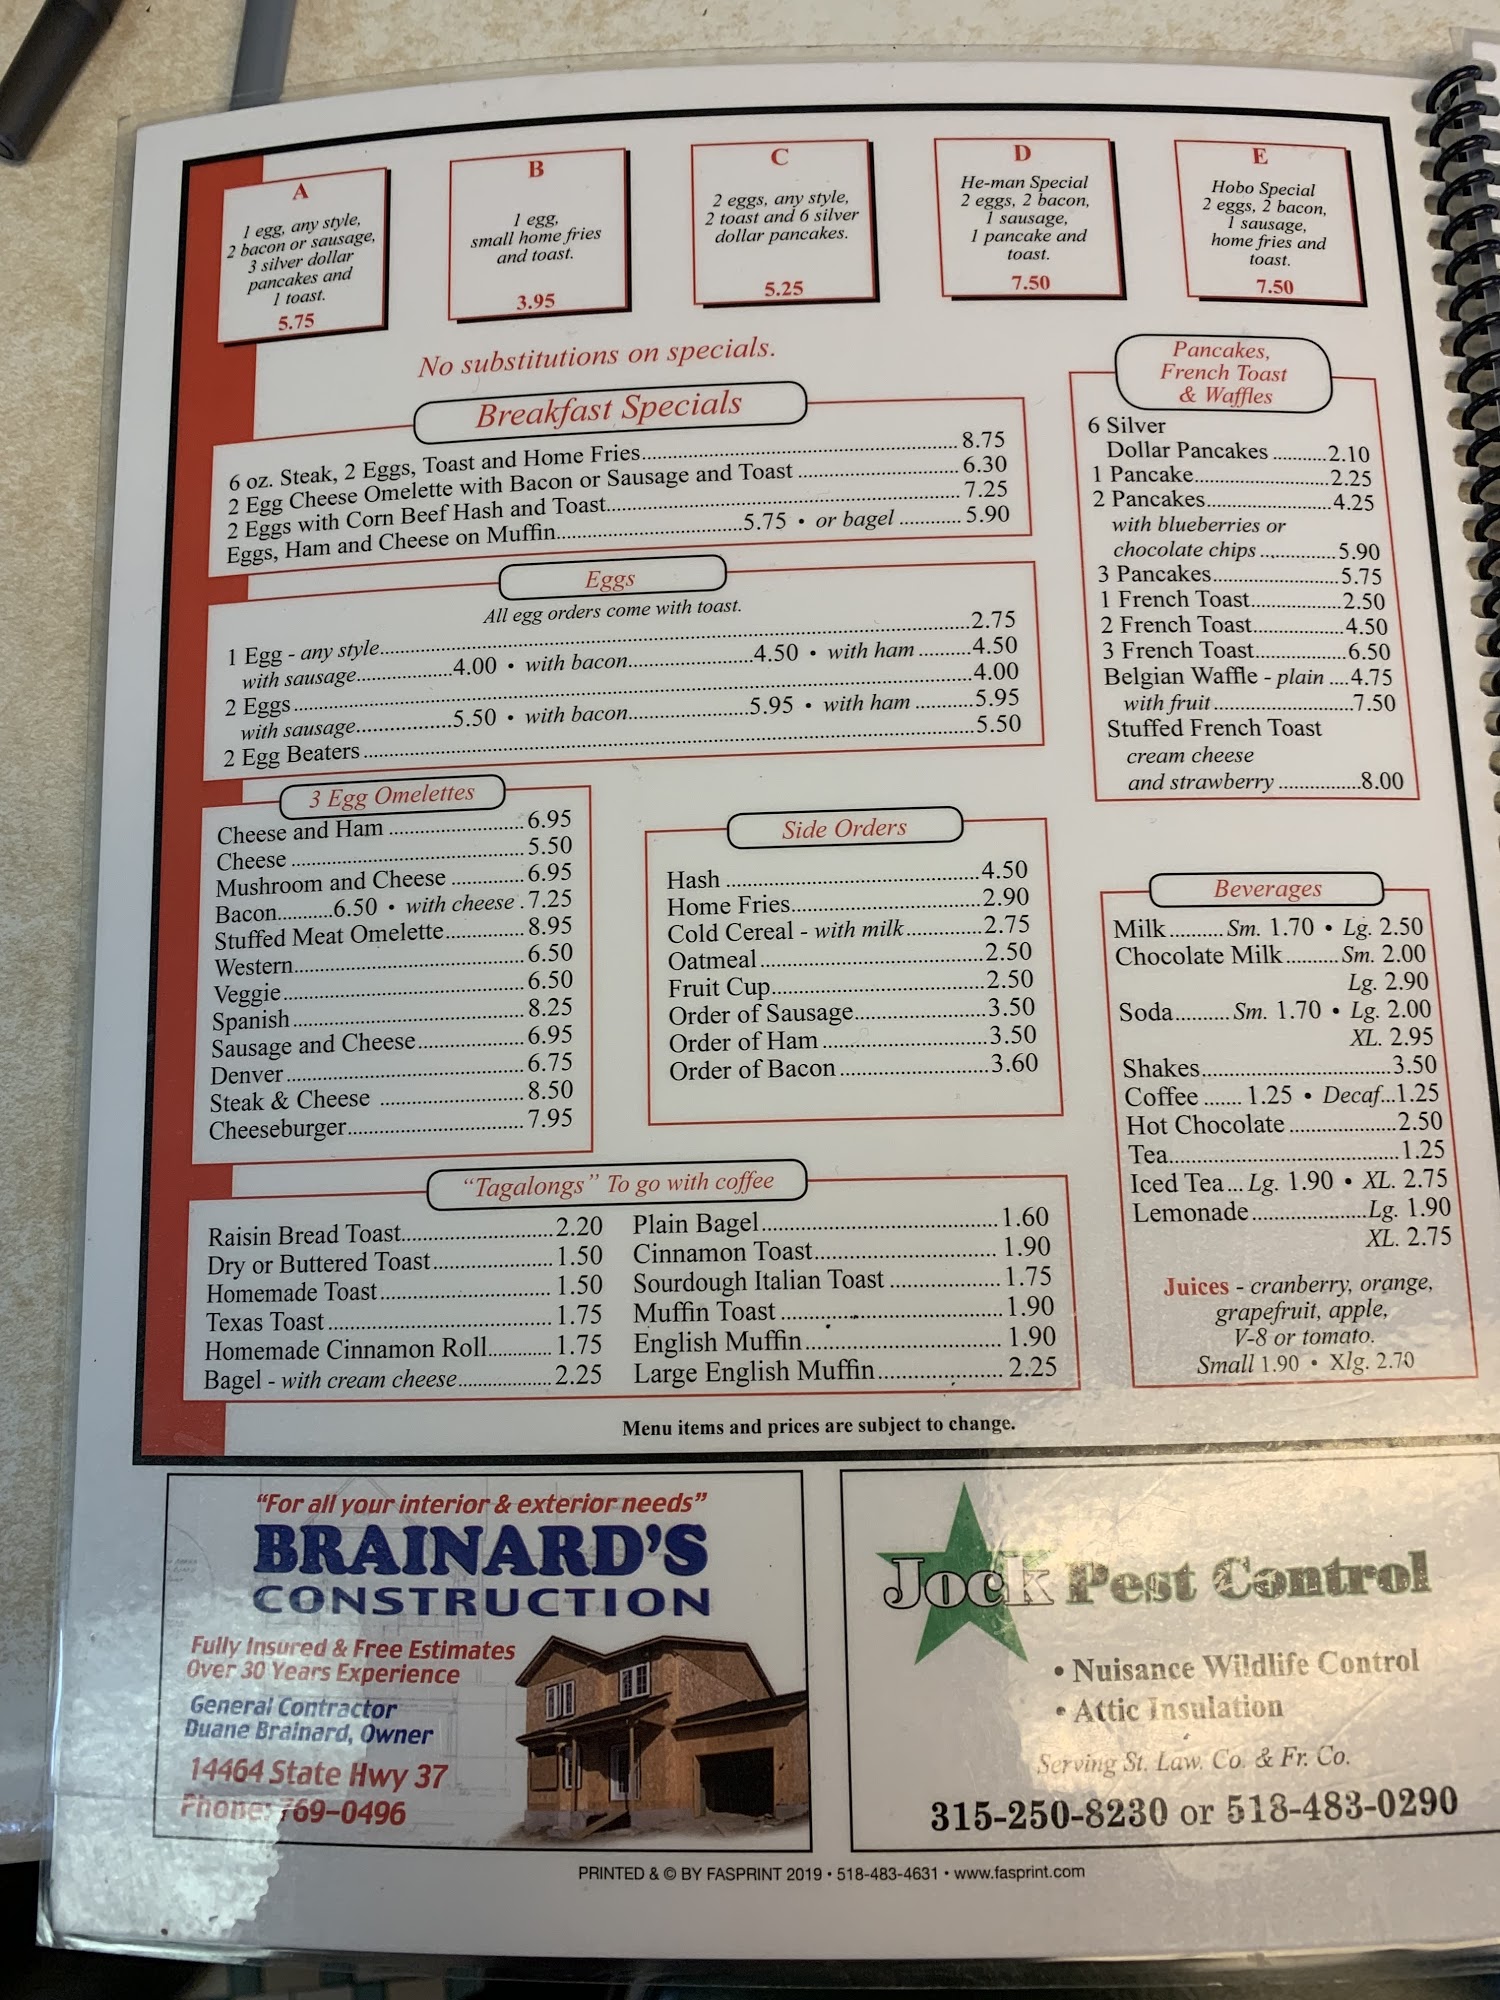 A
1 egg, any style,
2 bacon or sausage,
3 silver dollar
pancakes and
1 toast.
5.75
B
1 egg,
small home fries
and toast.
3.95
C
2 eggs, any style,
2 toast and 6 silver
dollar pancakes.
5.25
D
He-man Special
2 eggs, 2 bacon,
1 sausage,
1 pancake and
toast.
7.50
E
Hobo Special
2 eggs, 2 bacon,
1 sausage,
home fries and
toast.
7.50
No substitutions on specials.
Breakfast Specials
6 oz. Steak, 2 Eggs, Toast and Home Fries 8.75
2 Egg Cheese Omelette with Bacon or Sausage and Toast 6.30
2 Eggs with Corn Beef Hash and Toast 7.25
Eggs, Ham and Cheese on Muffin 5.75 • or bagel 5.90
Eggs
All egg orders come with toast.
1 Egg - any style 2.75
with sausage 4.00 • with bacon 4.50 • with ham 4.50
2 Eggs 4.00
with sausage 5.50 • with bacon 5.95 • with ham 5.95
2 Egg Beaters 5.50
3 Egg Omelettes
Cheese and Ham 6.95
Cheese 5.50
Mushroom and Cheese 6.95
Bacon 6.50 • with cheese 7.25
Stuffed Meat Omelette 8.95
Western 6.50
Veggie 6.50
Spanish 8.25
Sausage and Cheese 6.95
Denver 6.75
Steak & Cheese 8.50
Cheeseburger 7.95
Side Orders
Hash 4.50
Home Fries 2.90
Cold Cereal - with milk 2.75
Oatmeal 2.50
Fruit Cup 2.50
Order of Sausage 3.50
Order of Ham 3.50
Order of Bacon 3.60
Pancakes,
French Toast
& Waffles
6 Silver
Dollar Pancakes 2.10
1 Pancake 2.25
2 Pancakes 4.25
with blueberries or
chocolate chips 5.90
3 Pancakes 5.75
1 French Toast 2.50
2 French Toast 4.50
3 French Toast 6.50
Belgian Waffle - plain 4.75
with fruit 7.50
Stuffed French Toast
cream cheese
and strawberry 8.00
Beverages
Milk Sm. 1.70 • Lg. 2.50
Chocolate Milk Sm. 2.00
Lg. 2.90
Soda Sm. 1.70 • Lg. 2.00
XL. 2.95
Shakes 3.50
Coffee 1.25 • Decaf 1.25
Hot Chocolate 2.50
Tea 1.25
Iced Tea Lg. 1.90 • XL. 2.75
Lemonade Lg. 1.90
XL. 2.75
Juices - cranberry, orange,
grapefruit, apple,
V-8 or tomato.
Small 1.90 • Xlg. 2.70
"Tagalongs" To go with coffee
Raisin Bread Toast 2.20
Dry or Buttered Toast 1.50
Homemade Toast 1.50
Texas Toast 1.75
Homemade Cinnamon Roll 1.75
Bagel - with cream cheese 2.25
Plain Bagel 1.60
Cinnamon Toast 1.90
Sourdough Italian Toast 1.75
Muffin Toast 1.90
English Muffin 1.90
Large English Muffin 2.25
Menu items and prices are subject to change.
"For all your interior & exterior needs"
BRAINARD'S
CONSTRUCTION
Fully Insured & Free Estimates
Over 30 Years Experience
General Contractor
Duane Brainard, Owner
14464 State Hwy 37
Phone: 769-0496
Jock Pest Control
• Nuisance Wildlife Control
• Attic Insulation
Serving St. Law. Co. & Fr. Co.
315-250-8230 or 518-483-0290
PRINTED & © BY FASPRINT 2019 • 518-483-4631 • www.fasprint.com